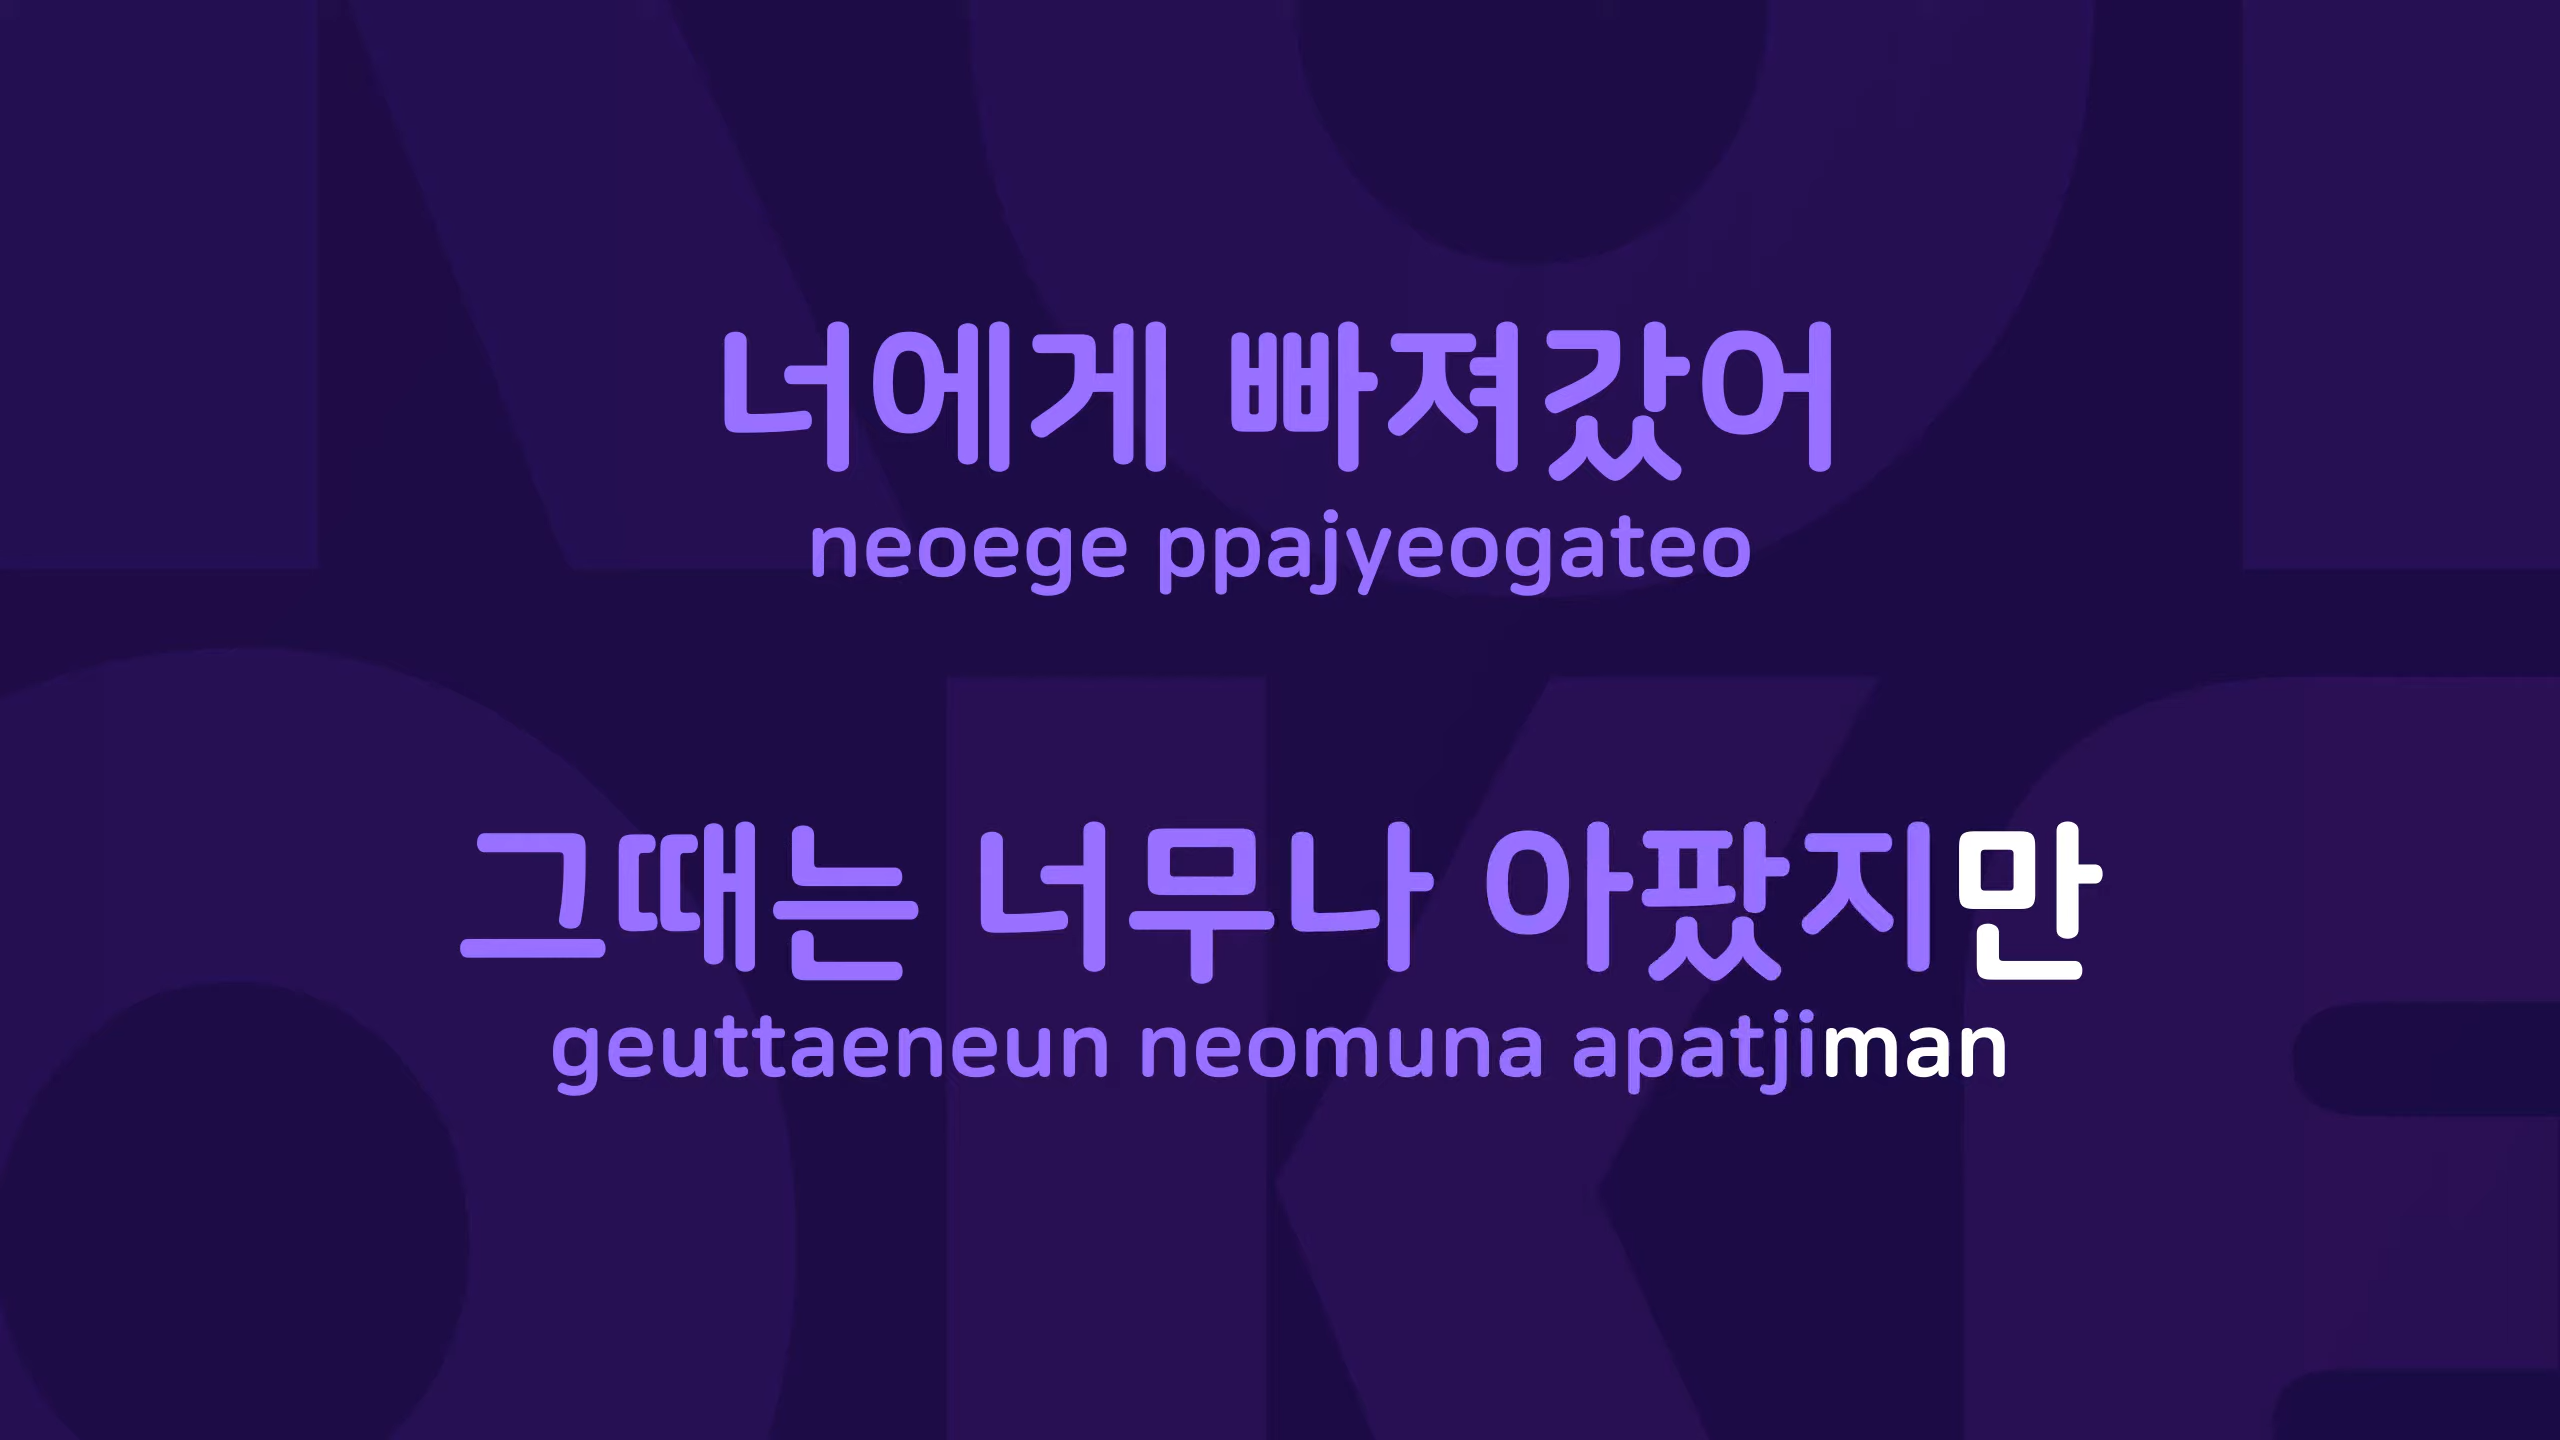 너에게 빠져갔어
neoege ppajyeogateo
그때는 너무나 아팠지만
geuttaeneun neomuna apatjiman